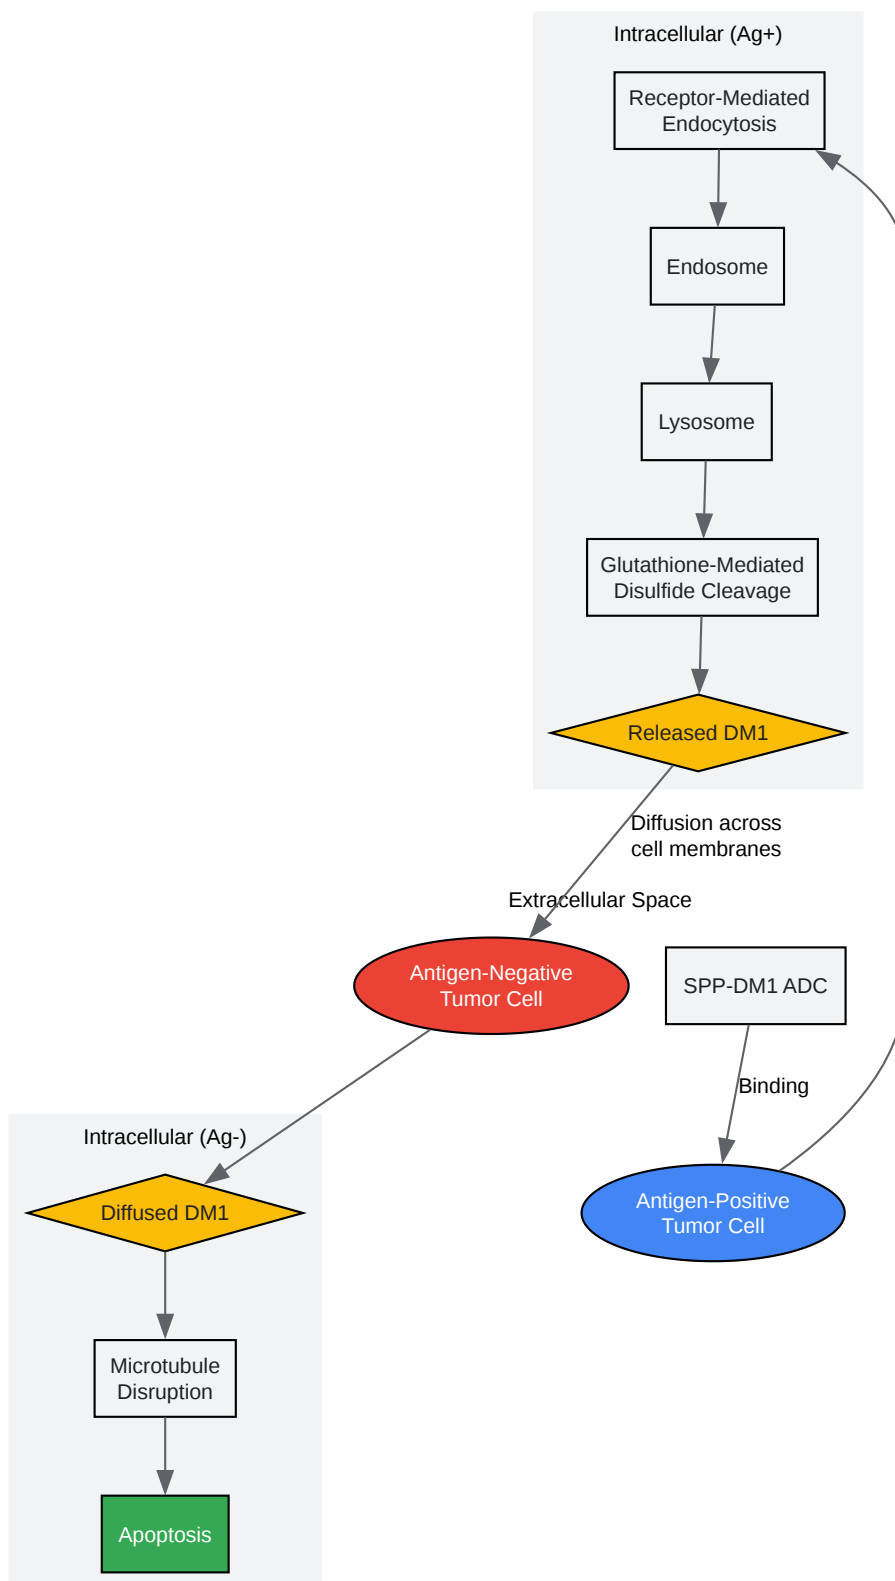 Intracellular (Ag+)
Receptor-Mediated
Endocytosis
Endosome
Lysosome
Glutathione-Mediated
Disulfide Cleavage
Released DM1
Diffusion across
cell membranes
Extracellular Space
Antigen-Negative
Tumor Cell
SPP-DM1 ADC
Binding
Intracellular (Ag-)
Diffused DM1
Antigen-Positive
Tumor Cell
Microtubule
Disruption
Apoptosis